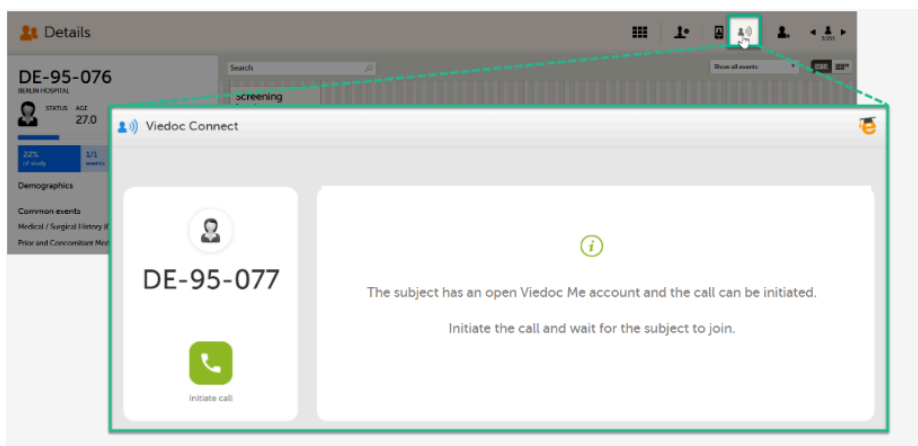 Details
5/251
DE-95-076
BERLIN HOSPITAL
STATUS AGE
27.0
22% 1/1
of study events
Demographics
Common events
Medical / Surgical History (
Prior and Concomitant Med
Search
Show all events
Screening
Viedoc Connect
DE-95-077
Initiate call
The subject has an open Viedoc Me account and the call can be initiated.
Initiate the call and wait for the subject to join.